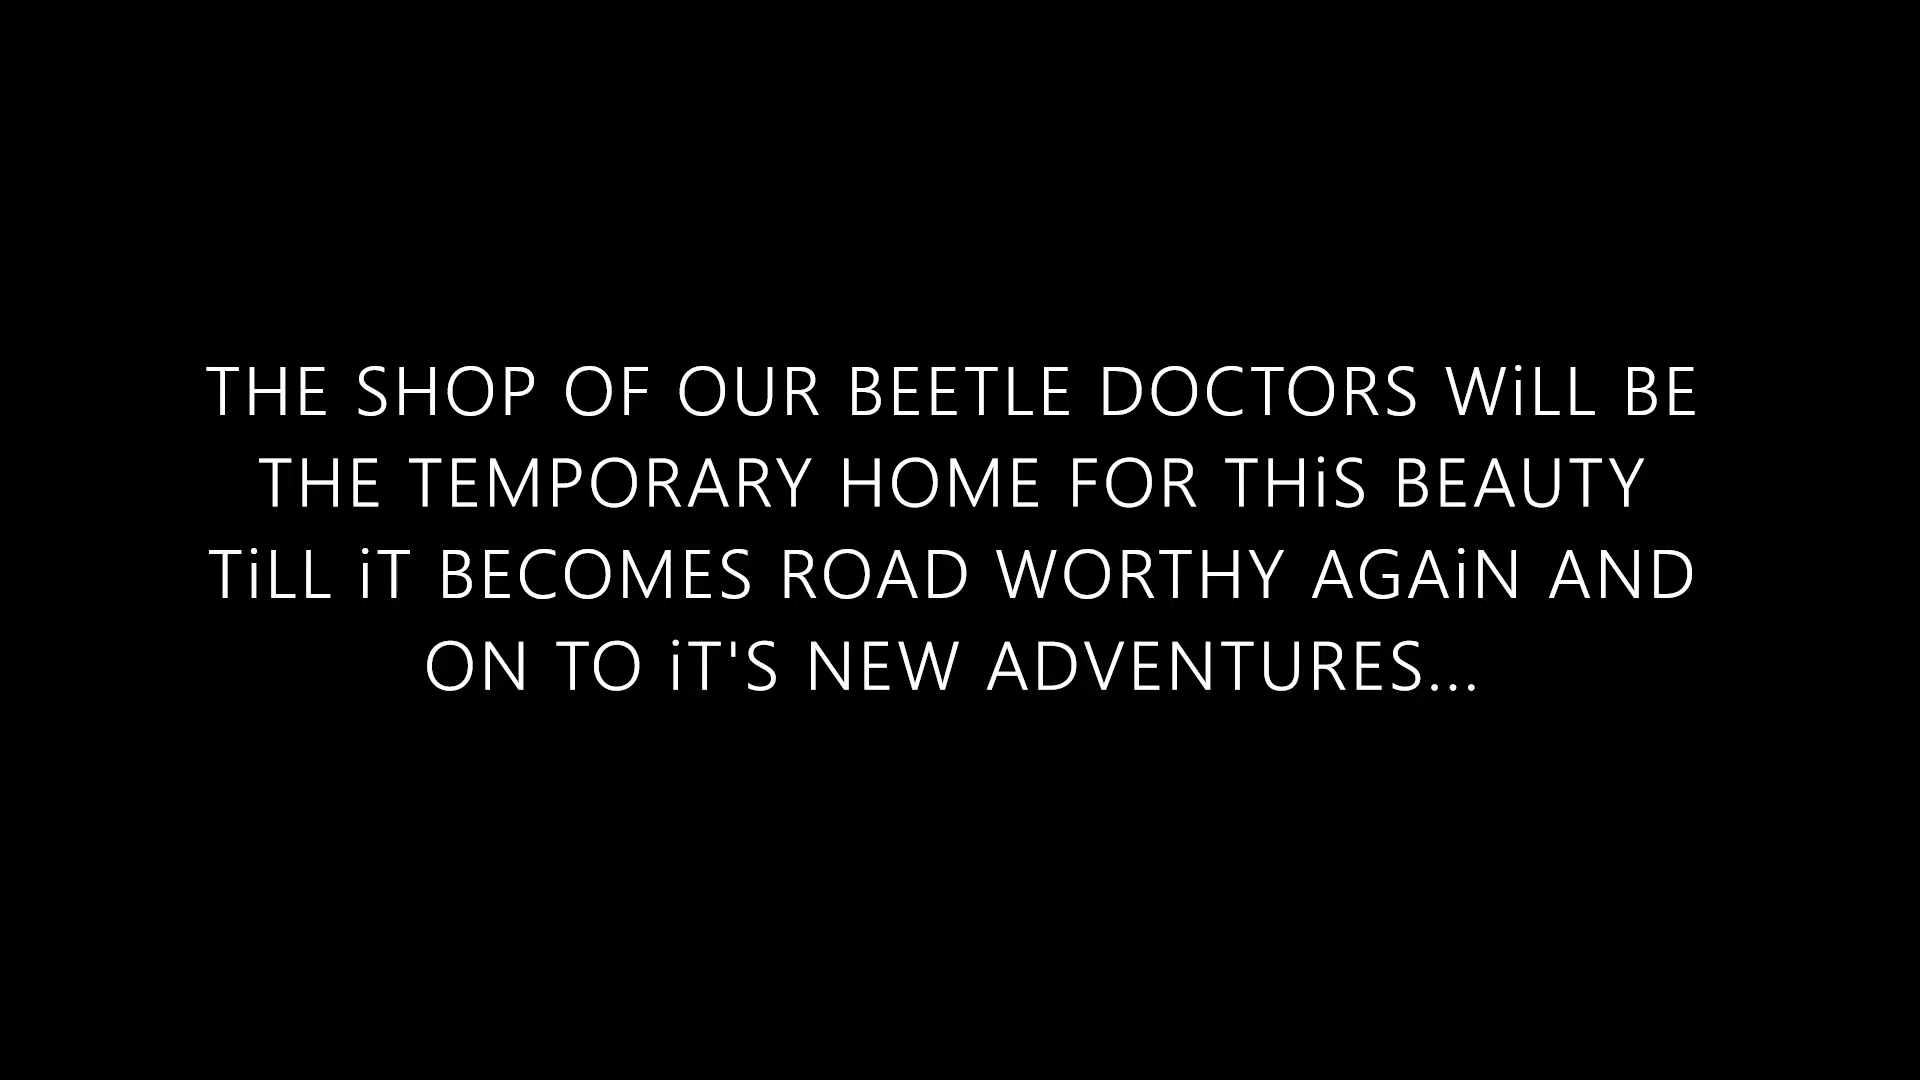 THE SHOP OF OUR BEETLE DOCTORS WiLL BE
THE TEMPORARY HOME FOR THiS BEAUTY
TiLL iT BECOMES ROAD WORTHY AGAiN AND
ON TO iT'S NEW ADVENTURES...